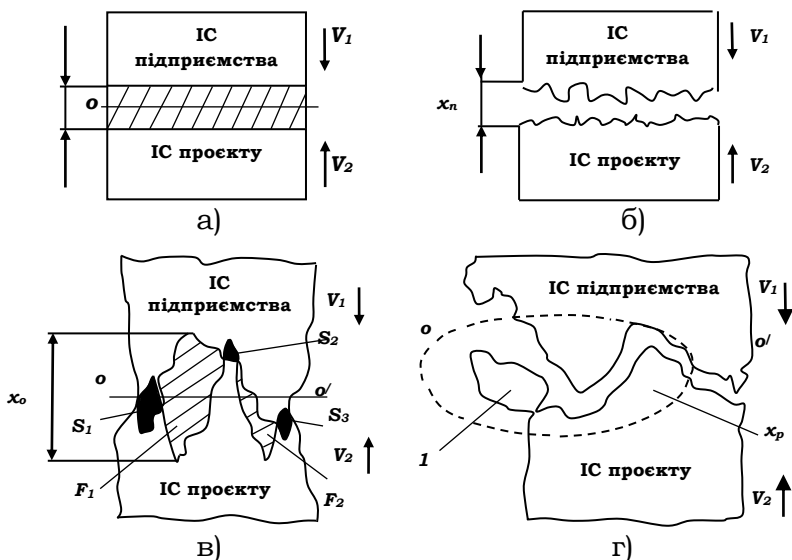 ІС
підприємства
V1
о
ІС проєкту
V2
а)
ІС
підприємства
V1
xn
ІС проєкту
V2
б)
ІС
підприємства
V1
S2
о
о/
xo
S1
S3
V2
F1
F2
ІС проєкту
в)
ІС підприємства
V1
о
о/
1
xp
ІС проєкту
V2
г)